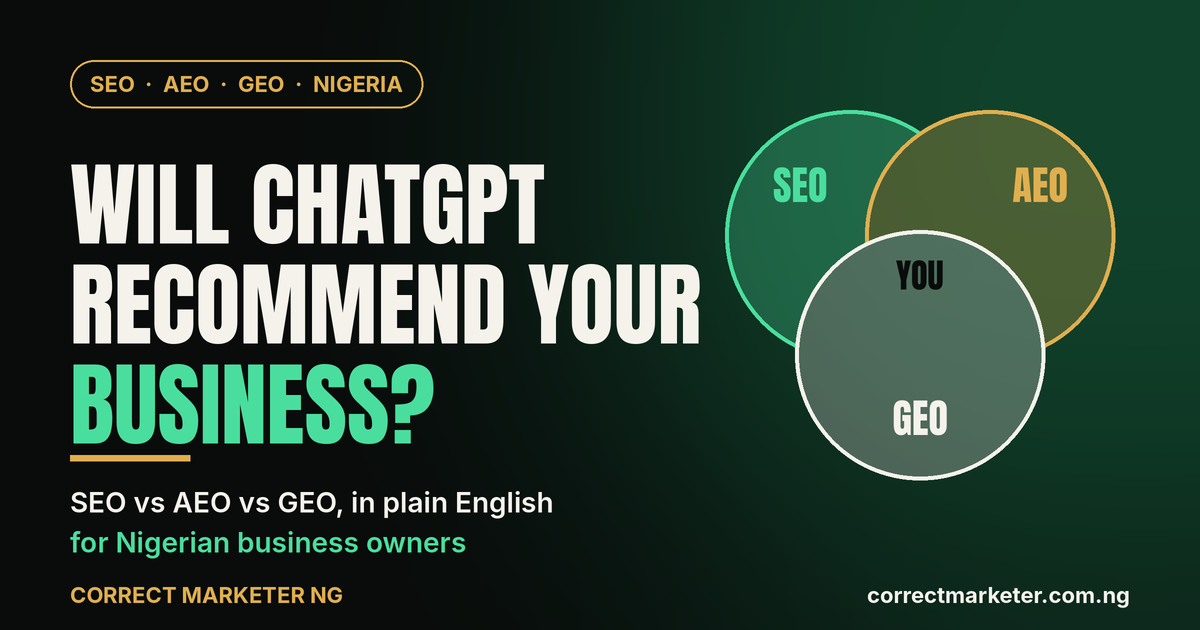 SEO · AEO · GEO · NIGERIA
WILL CHATGPT
RECOMMEND YOUR
BUSINESS?
SEO vs AEO vs GEO, in plain English
for Nigerian business owners
CORRECT MARKETER NG
SEO
AEO
YOU
GEO
correctmarketer.com.ng